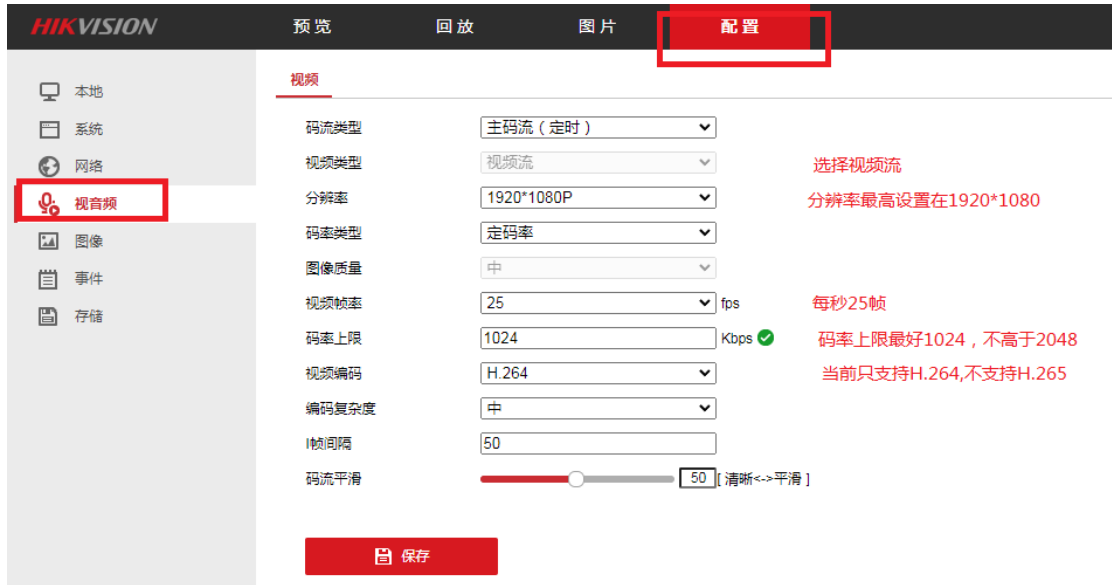 HIKVISION 预览 回放 图片 配置
本地
系统
网络
视音频
图像
事件
存储
视频
码流类型 主码流（定时）
视频类型 视频流 选择视频流
分辨率 1920*1080P 分辨率最高设置在1920*1080
码率类型 定码率
图像质量 中
视频帧率 25 fps 每秒25帧
码率上限 1024 Kbps 码率上限最好1024，不高于2048
视频编码 H.264 当前只支持H.264,不支持H.265
编码复杂度 中
I帧间隔 50
码流平滑 50 [ 清晰<->平滑 ]
保存